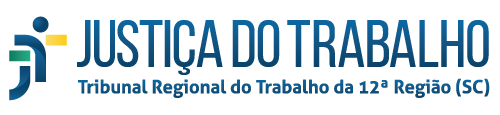 JUSTIÇA DO TRABALHO
Tribunal Regional do Trabalho da 12ª Região (SC)